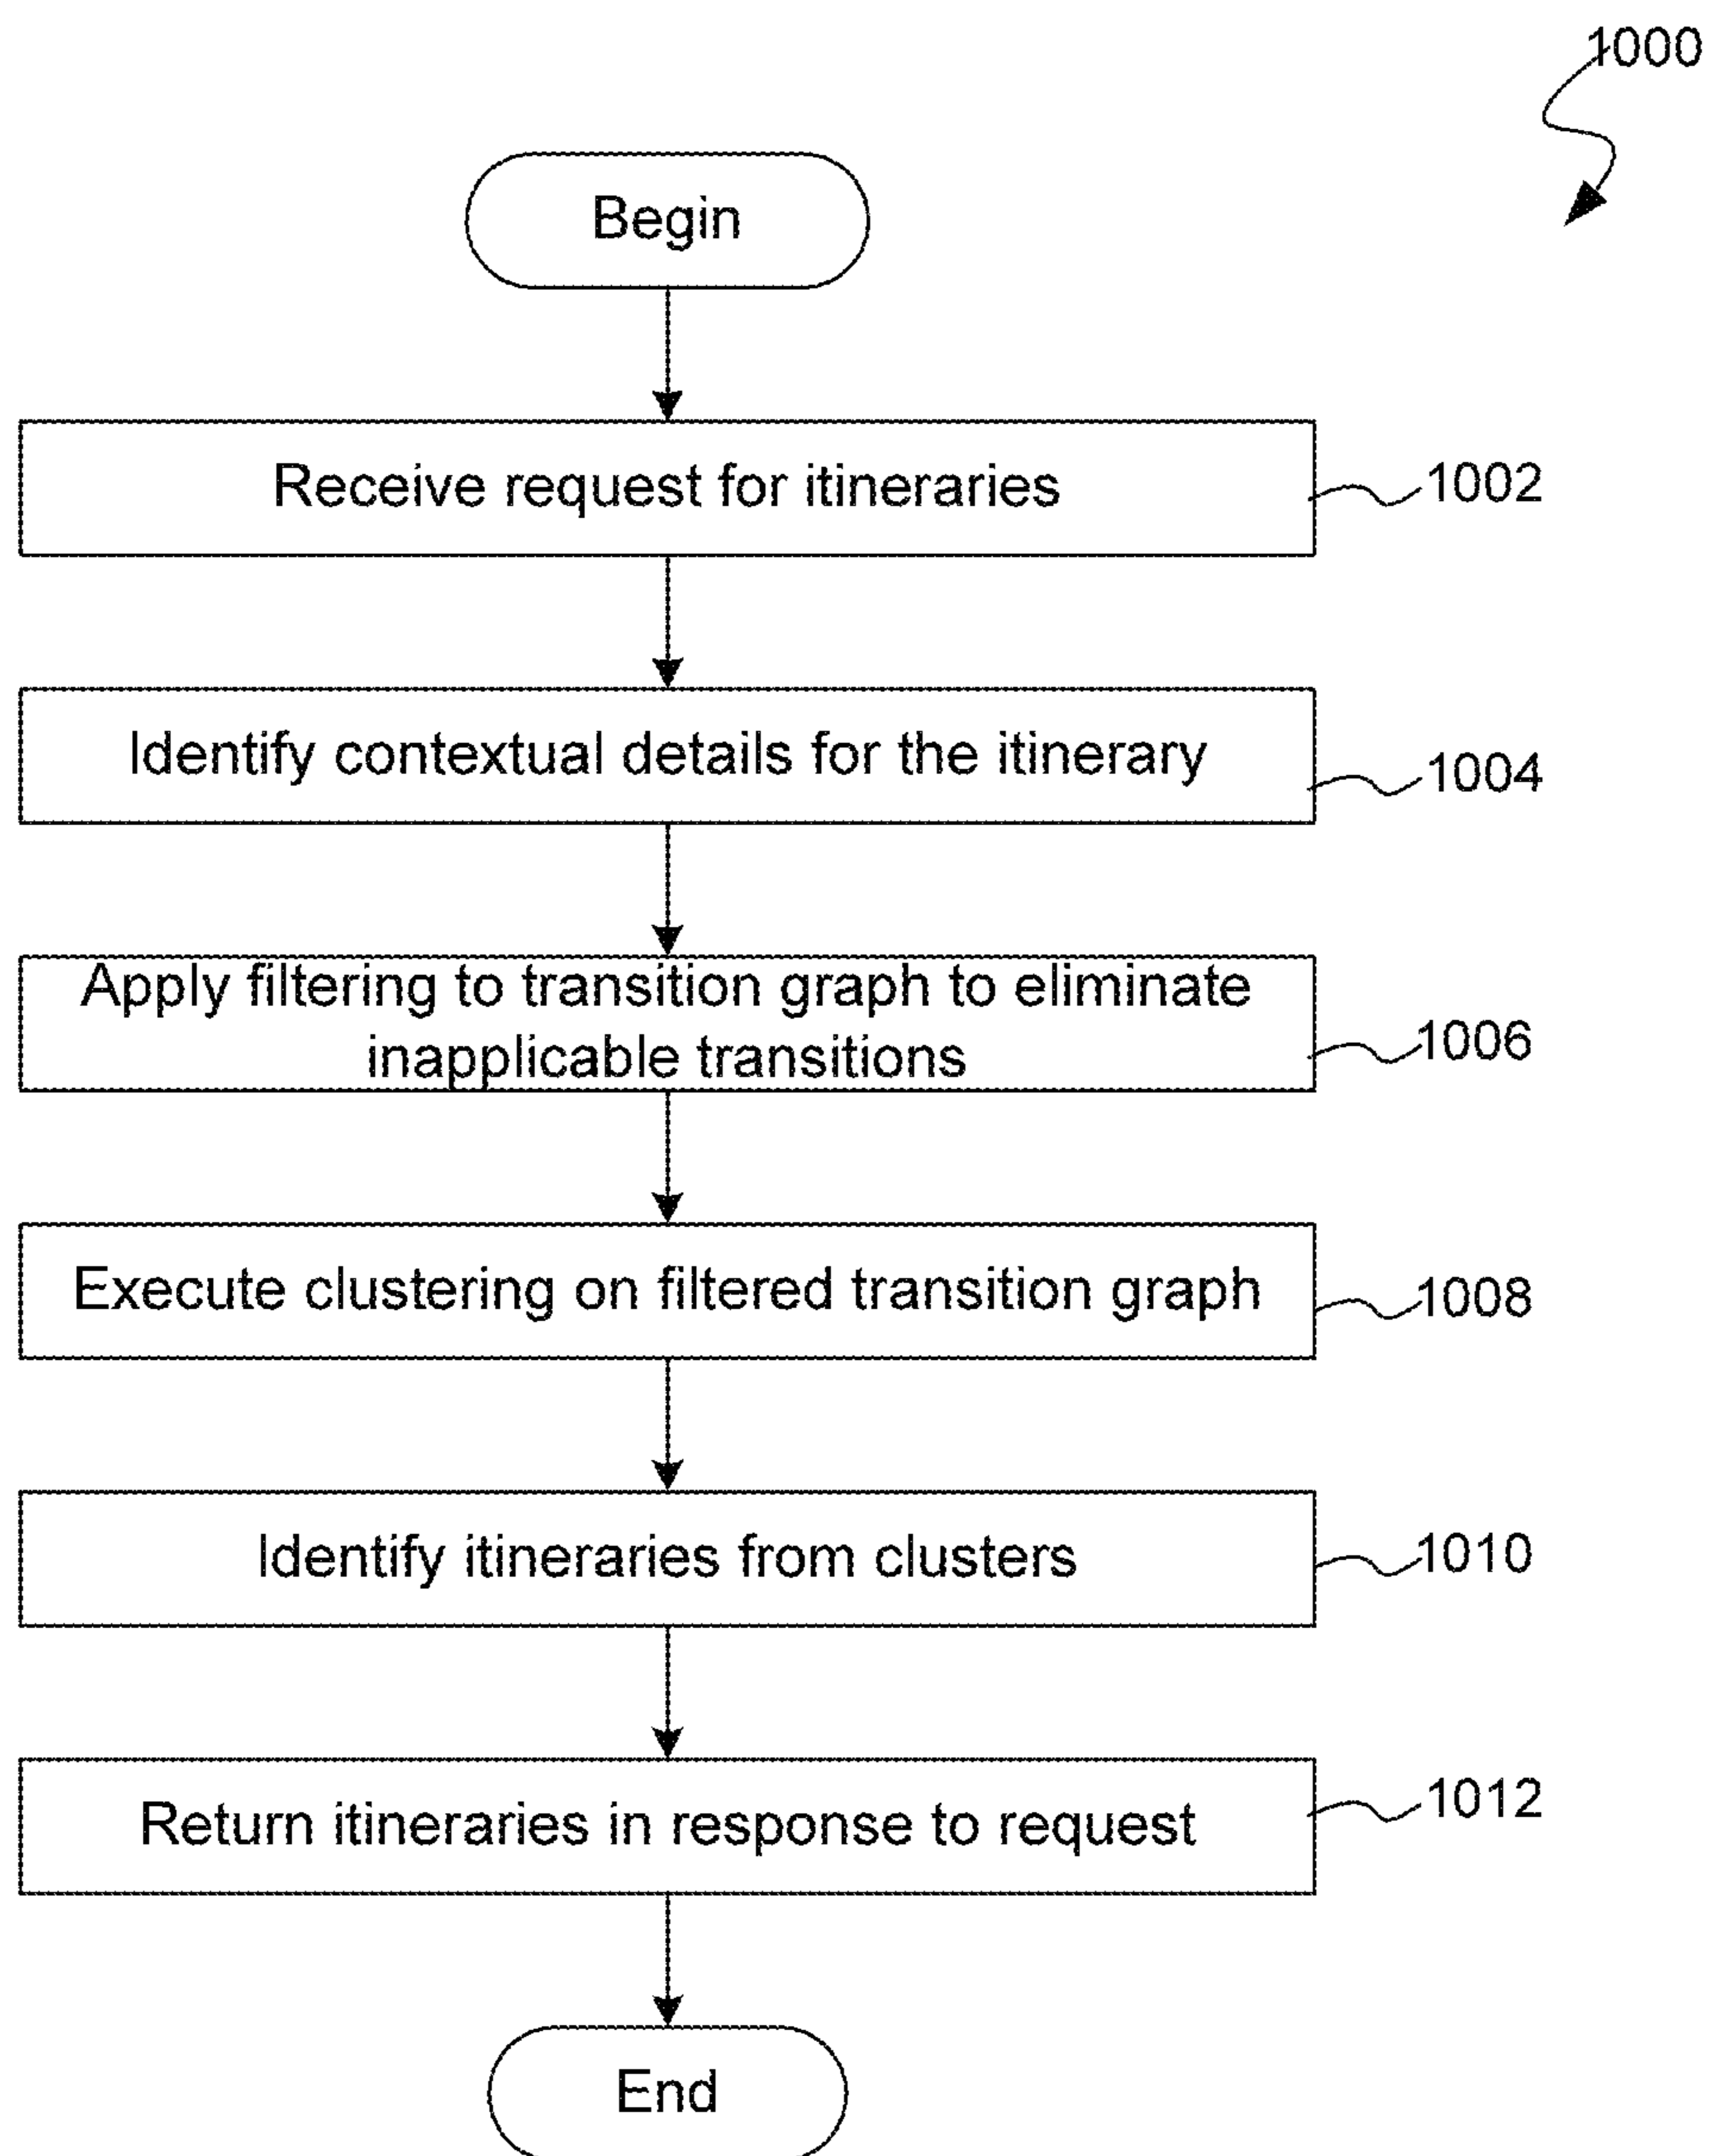 1000
Begin
Receive request for itineraries
1002
Identify contextual details for the itinerary
1004
Apply filtering to transition graph to eliminate
inapplicable transitions
1006
Execute clustering on filtered transition graph
1008
Identify itineraries from clusters
1010
Return itineraries in response to request
1012
End